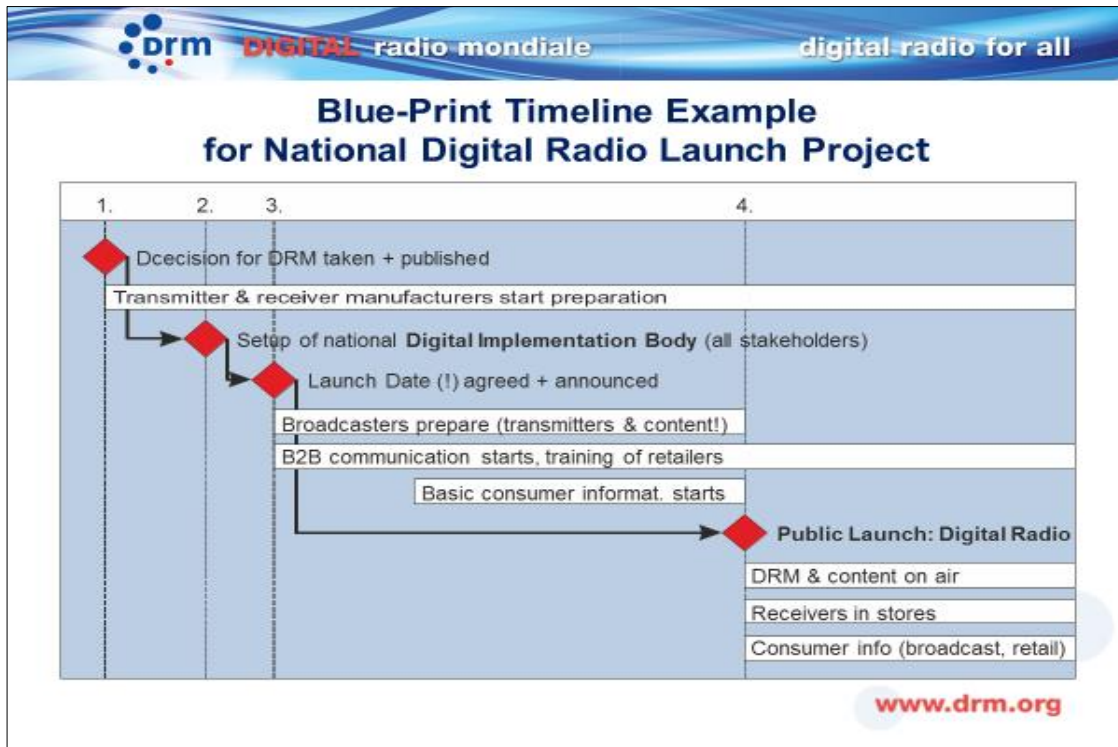 Drm DIGITAL radio mondiale digital radio for all
Blue-Print Timeline Example
for National Digital Radio Launch Project
1. 2. 3. 4.
Dcecision for DRM taken + published
Transmitter & receiver manufacturers start preparation
Setup of national Digital Implementation Body (all stakeholders)
Launch Date (!) agreed + announced
Broadcasters prepare (transmitters & content!)
B2B communication starts, training of retailers
Basic consumer informat. starts
Public Launch: Digital Radio
DRM & content on air
Receivers in stores
Consumer info (broadcast, retail)
www.drm.org